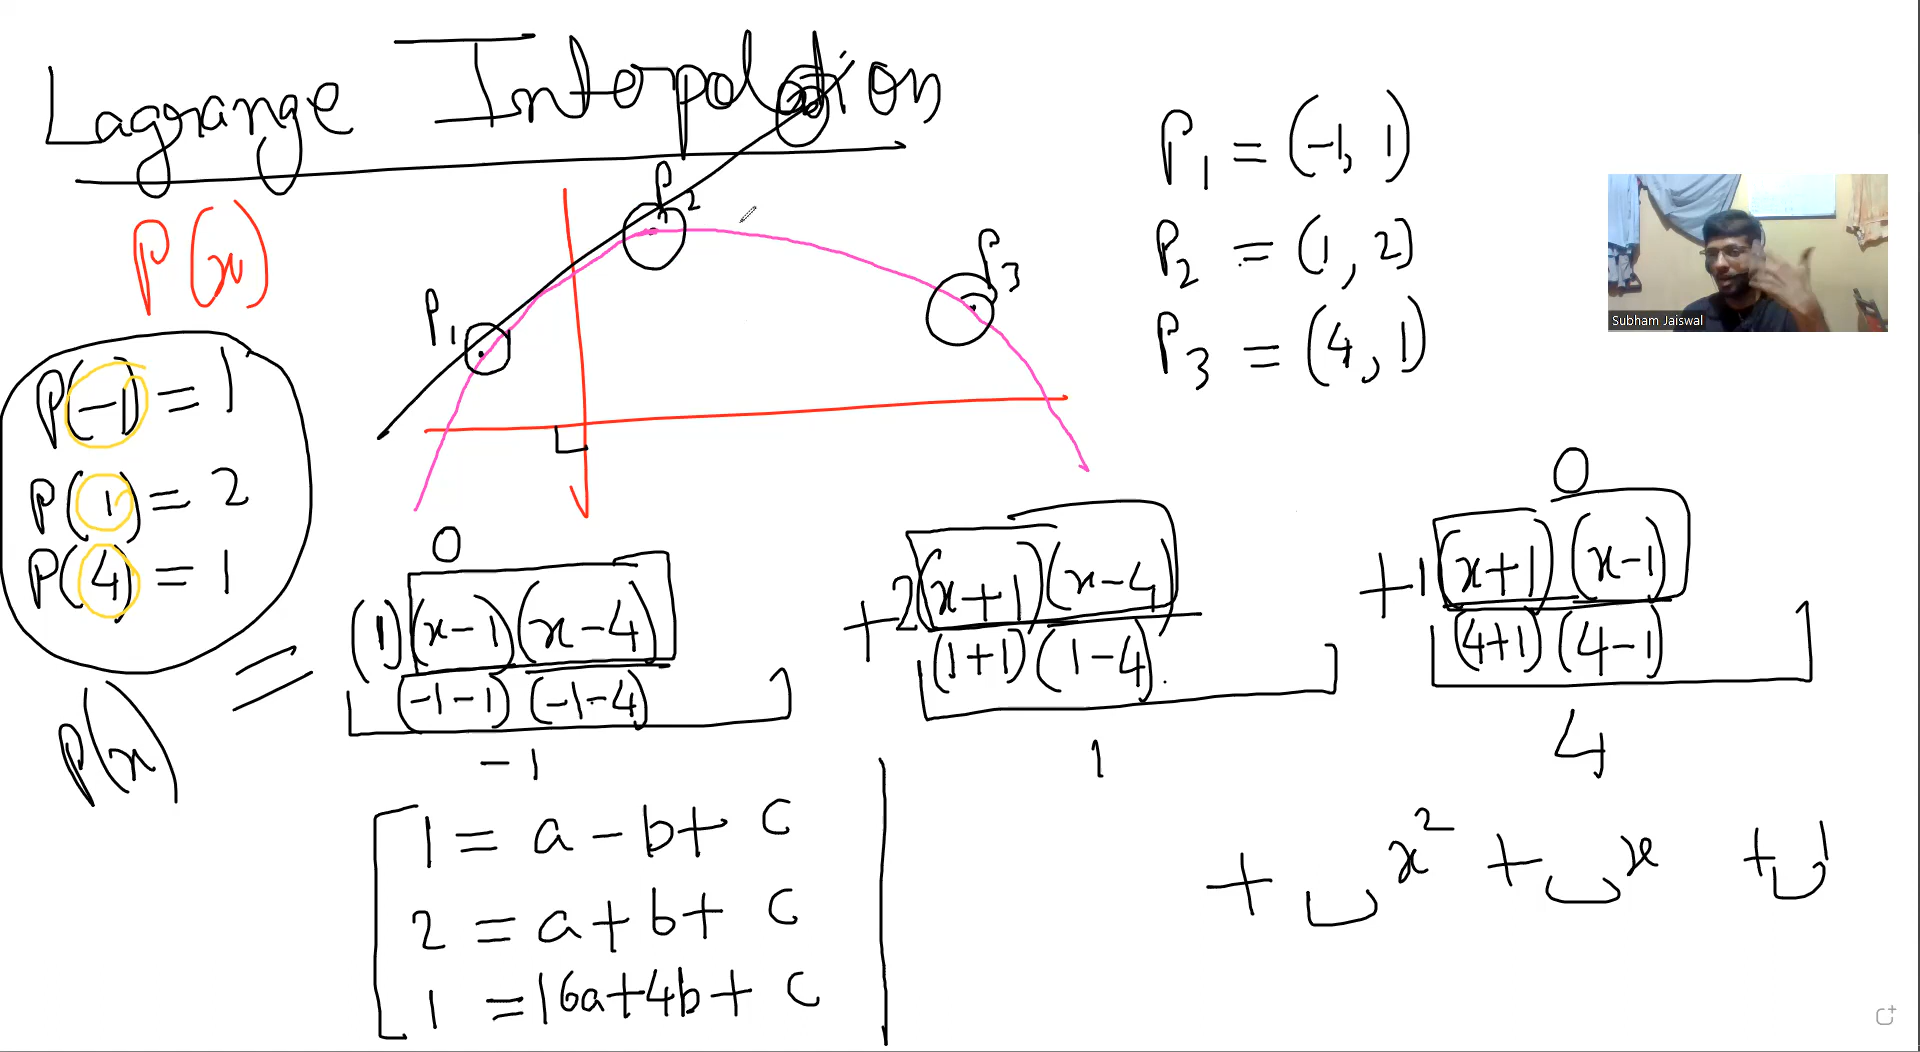 Lagrange Interpolation
P(x)
P₁
P₂
P₃
P₁ = (-1, 1)
P₂ = (1, 2)
P₃ = (4, 1)
Subham Jaiswal
P(-1) = 1
P(1) = 2
P(4) = 1
0
0
P(x) = (1) (x-1)(x-4) / (-1-1)(-1-4) + 2 (x+1)(x-4) / (1+1)(1-4) + 1 (x+1)(x-1) / (4+1)(4-1)
-1
1
4
1 = a - b + c
2 = a + b + c
1 = 16a + 4b + c
+ ␣x² + ␣x + ␣1